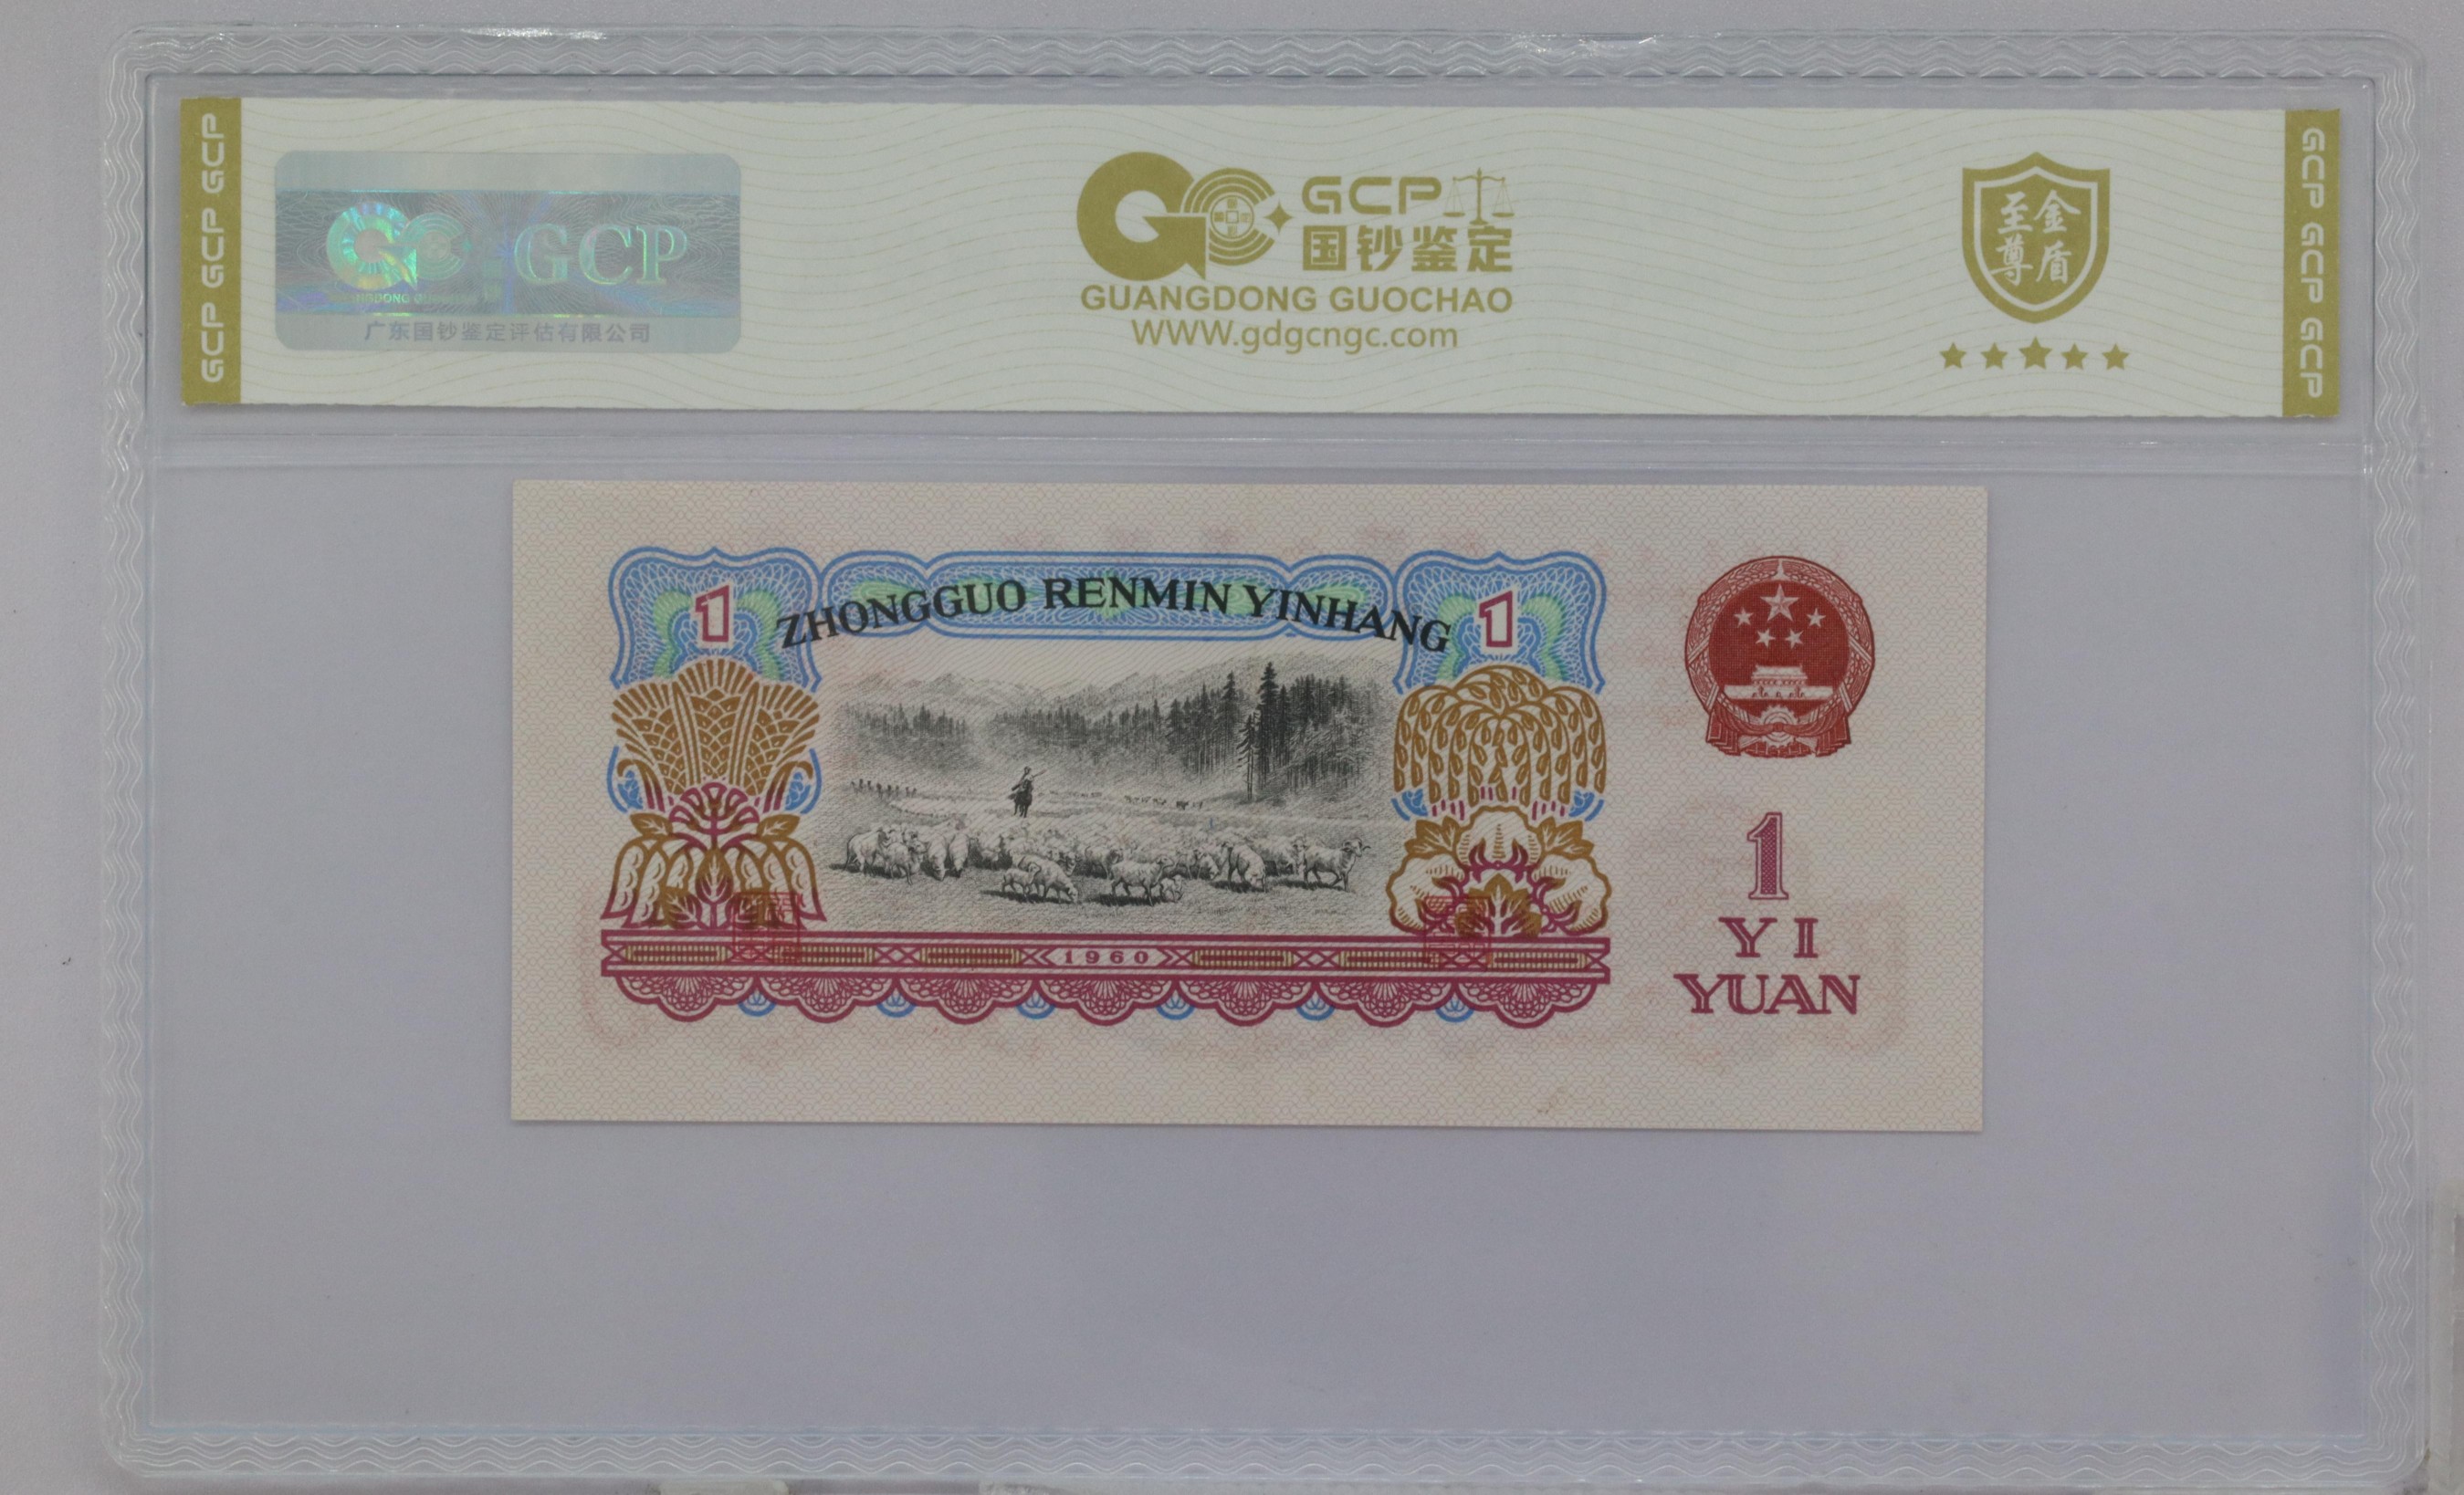 GCP GCP GCP
GCP
GUANGDONG GUOCHAO
广东国钞鉴定评估有限公司
GCP
国钞鉴定
GUANGDONG GUOCHAO
WWW.gdgcngc.com
金盾
至尊
GCP GCP GCP
ZHONGGUO RENMIN YINHANG
1
1
1960
1
YI
YUAN